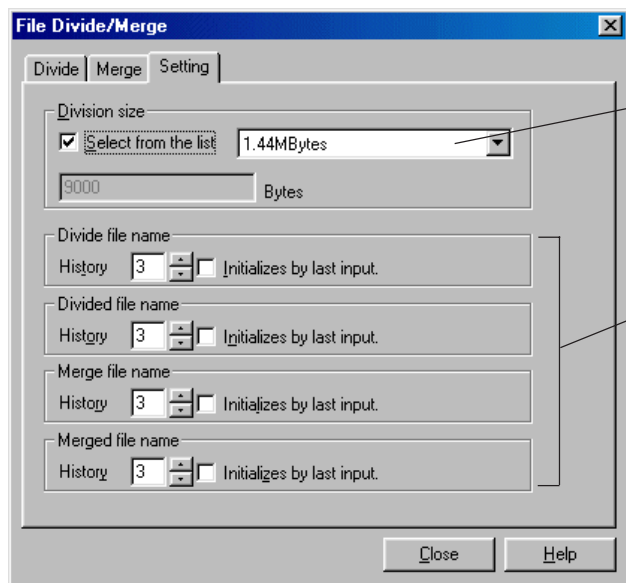 File Divide/Merge
Divide Merge Setting
Division size
Select from the list 1.44MBytes
9000 Bytes
Divide file name
History 3 Initializes by last input.
Divided file name
History 3 Initializes by last input.
Merge file name
History 3 Initializes by last input.
Merged file name
History 3 Initializes by last input.
Close Help